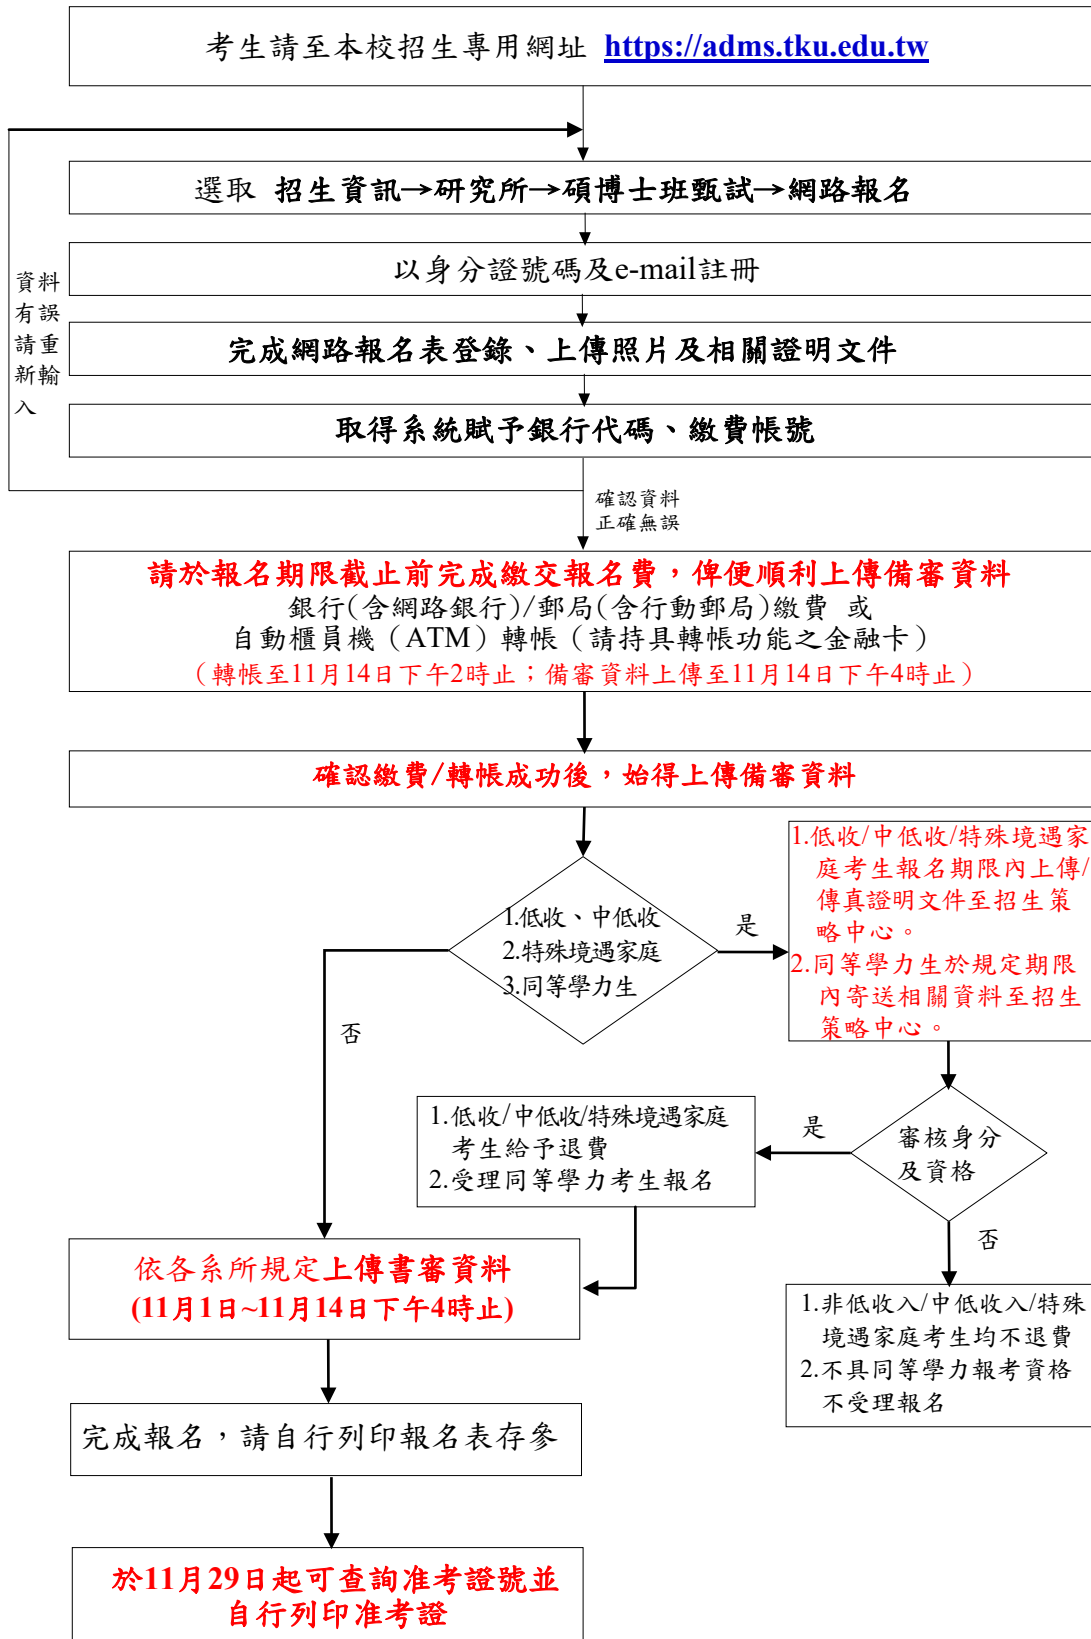 考生請至本校招生專用網址 https://adms.tku.edu.tw
選取 招生資訊→研究所→碩博士班甄試→網路報名
以身分證號碼及e-mail註冊
資料
有誤
請重
新輸
入
完成網路報名表登錄、上傳照片及相關證明文件
取得系統賦予銀行代碼、繳費帳號
確認資料
正確無誤
請於報名期限截止前完成繳交報名費，俾便順利上傳備審資料
銀行(含網路銀行)/郵局(含行動郵局)繳費 或
自動櫃員機（ATM）轉帳（請持具轉帳功能之金融卡）
（轉帳至11月14日下午2時止；備審資料上傳至11月14日下午4時止）
確認繳費/轉帳成功後，始得上傳備審資料
1.低收、中低收
2.特殊境遇家庭
3.同等學力生
是
1.低收/中低收/特殊境遇家
庭考生報名期限內上傳/
傳真證明文件至招生策
略中心。
2.同等學力生於規定期限
內寄送相關資料至招生
策略中心。
否
審核身分
及資格
是
1.低收/中低收/特殊境遇家庭
考生給予退費
2.受理同等學力考生報名
否
1.非低收入/中低收入/特殊
境遇家庭考生均不退費
2.不具同等學力報考資格
不受理報名
依各系所規定上傳書審資料
(11月1日~11月14日下午4時止)
完成報名，請自行列印報名表存參
於11月29日起可查詢准考證號並
自行列印准考證